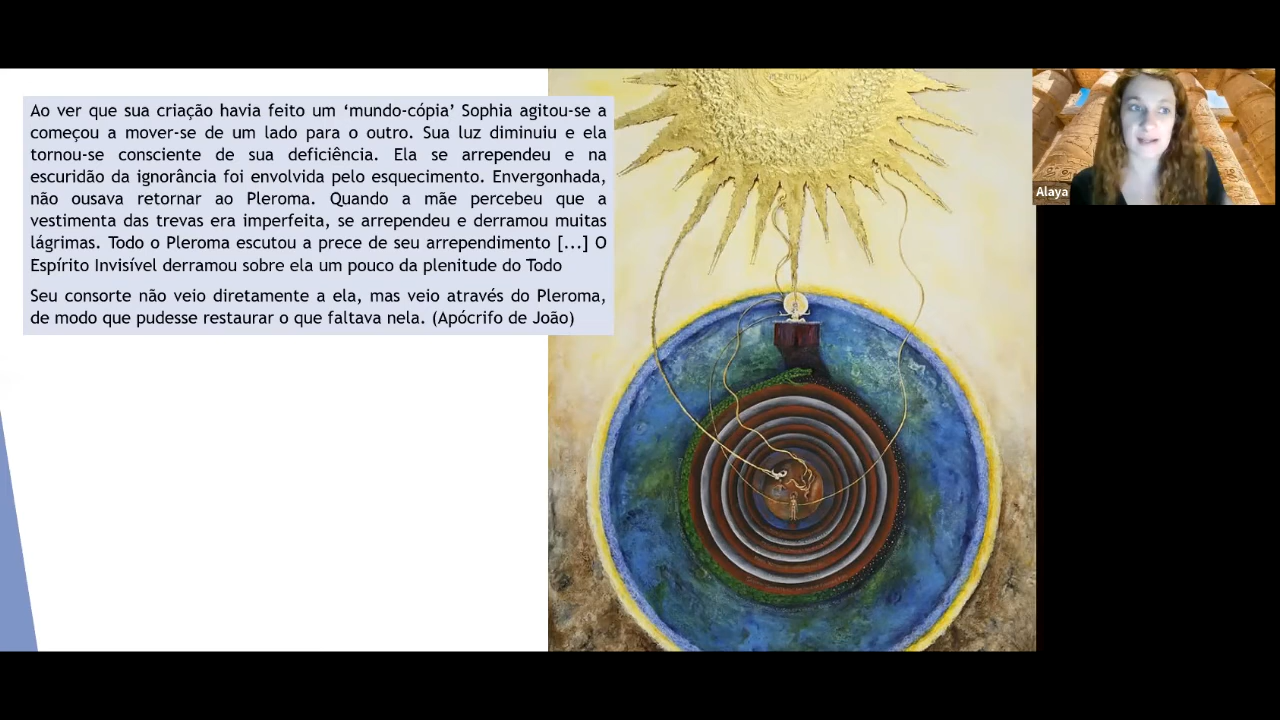 Ao ver que sua criação havia feito um ‘mundo-cópia’ Sophia agitou-se a
começou a mover-se de um lado para o outro. Sua luz diminuiu e ela
tornou-se consciente de sua deficiência. Ela se arrependeu e na
escuridão da ignorância foi envolvida pelo esquecimento. Envergonhada,
não ousava retornar ao Pleroma. Quando a mãe percebeu que a
vestimenta das trevas era imperfeita, se arrependeu e derramou muitas
lágrimas. Todo o Pleroma escutou a prece de seu arrependimento [...] O
Espírito Invisível derramou sobre ela um pouco da plenitude do Todo
Seu consorte não veio diretamente a ela, mas veio através do Pleroma,
de modo que pudesse restaurar o que faltava nela. (Apócrifo de João)
PLEROMA
Alaya